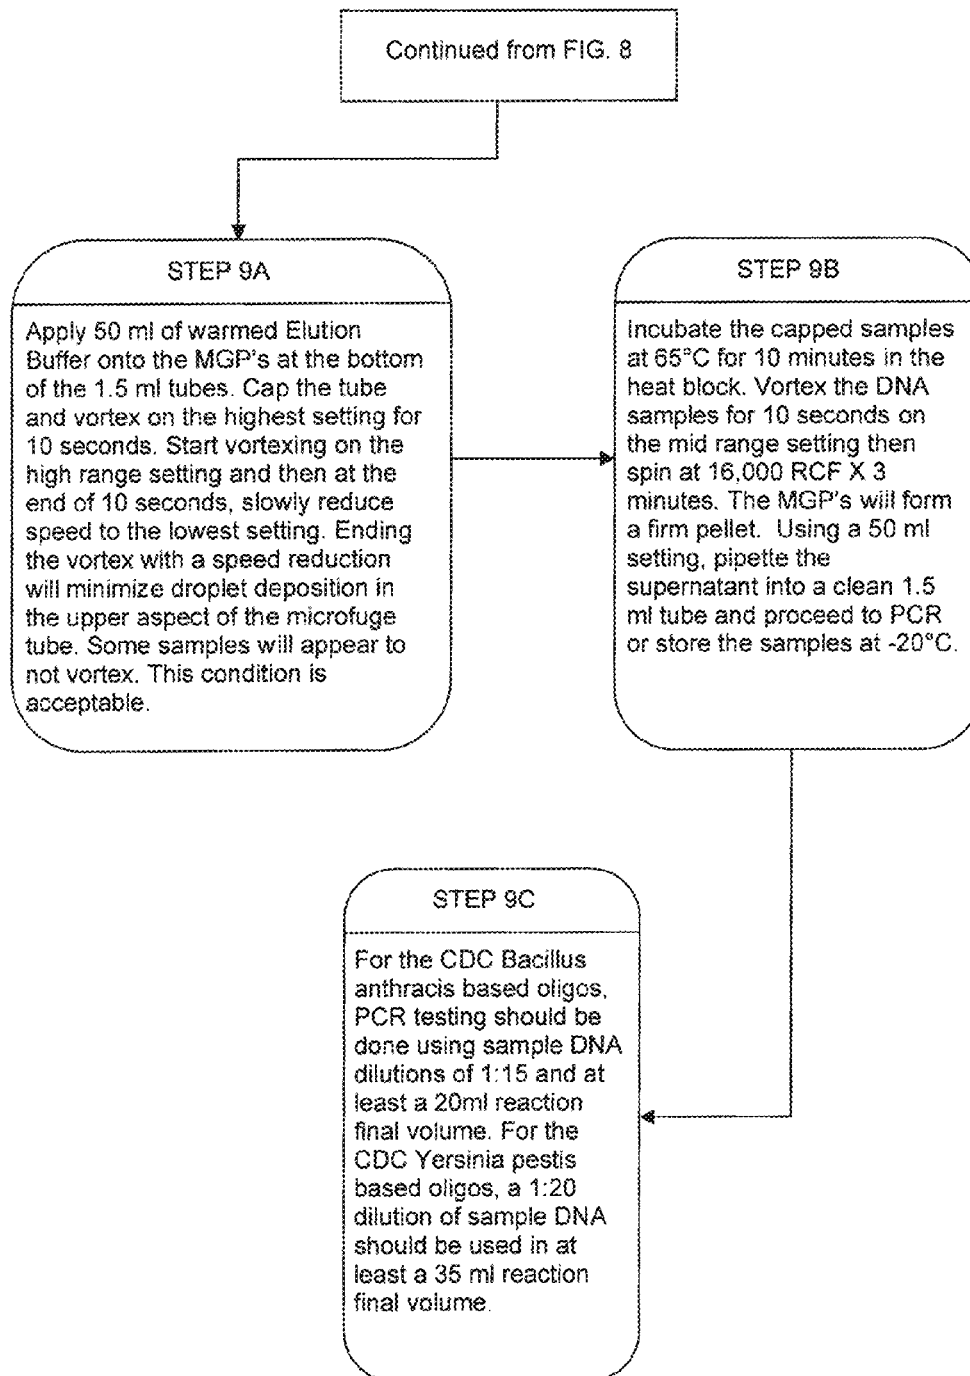 Continued from FIG. 8
STEP 9A
Apply 50 ml of warmed Elution
Buffer onto the MGP's at the bottom
of the 1.5 ml tubes. Cap the tube
and vortex on the highest setting for
10 seconds. Start vortexing on the
high range setting and then at the
end of 10 seconds, slowly reduce
speed to the lowest setting. Ending
the vortex with a speed reduction
will minimize droplet deposition in
the upper aspect of the microfuge
tube. Some samples will appear to
not vortex. This condition is
acceptable.
STEP 9B
Incubate the capped samples
at 65°C for 10 minutes in the
heat block. Vortex the DNA
samples for 10 seconds on
the mid range setting then
spin at 16,000 RCF X 3
minutes. The MGP's will form
a firm pellet. Using a 50 ml
setting, pipette the
supernatant into a clean 1.5
ml tube and proceed to PCR
or store the samples at -20°C.
STEP 9C
For the CDC Bacillus
anthracis based oligos,
PCR testing should be
done using sample DNA
dilutions of 1:15 and at
least a 20ml reaction
final volume. For the
CDC Yersinia pestis
based oligos, a 1:20
dilution of sample DNA
should be used in at
least a 35 ml reaction
final volume.